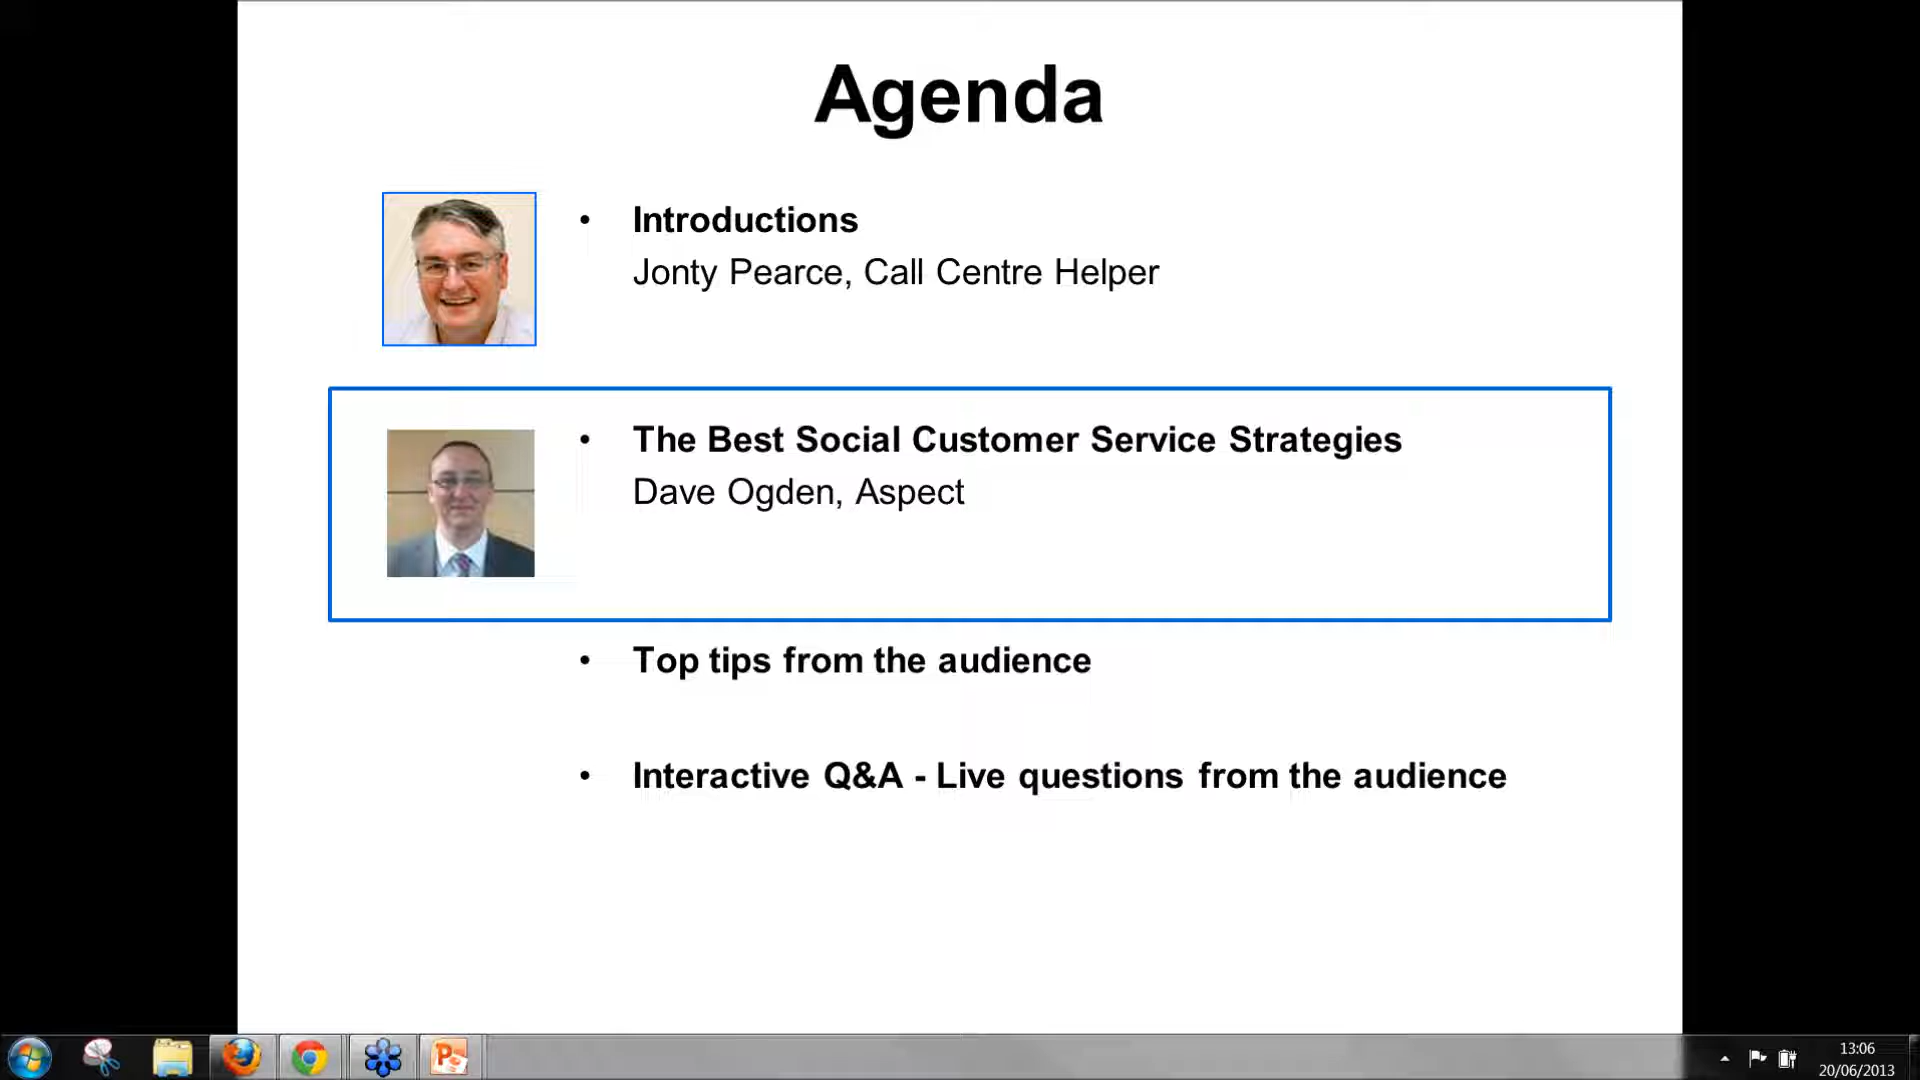 Agenda
• Introductions
Jonty Pearce, Call Centre Helper
• The Best Social Customer Service Strategies
Dave Ogden, Aspect
• Top tips from the audience
• Interactive Q&A - Live questions from the audience
13:06
20/06/2013